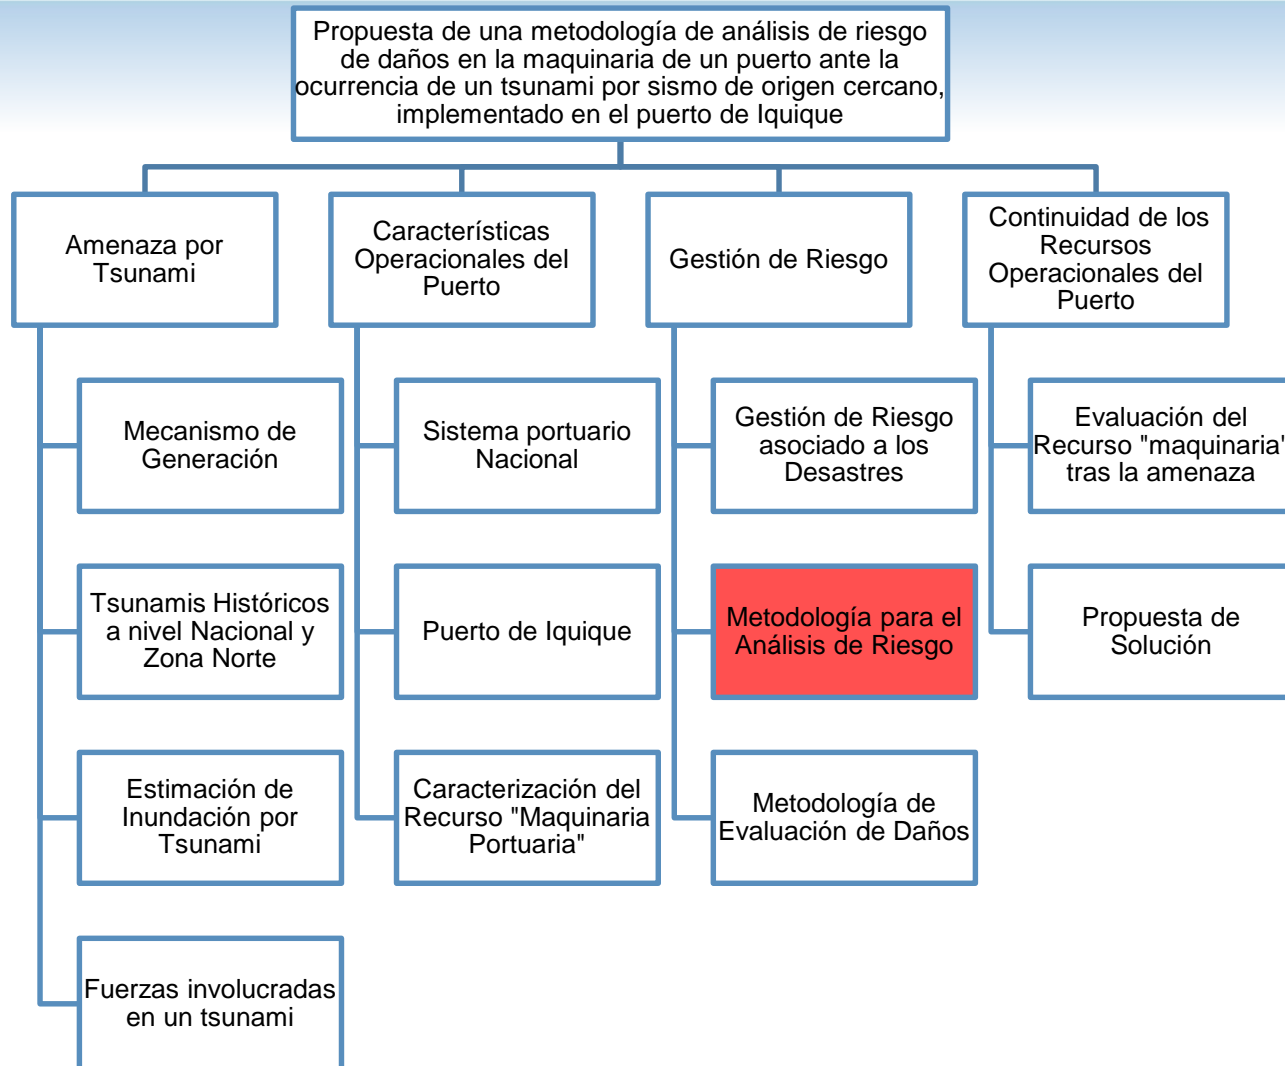 Propuesta de una metodología de análisis de riesgo
de daños en la maquinaria de un puerto ante la
ocurrencia de un tsunami por sismo de origen cercano,
implementado en el puerto de Iquique
Amenaza por
Tsunami
Mecanismo de
Generación
Tsunamis Históricos
a nivel Nacional y
Zona Norte
Estimación de
Inundación por
Tsunami
Fuerzas involucradas
en un tsunami
Características
Operacionales del
Puerto
Sistema portuario
Nacional
Puerto de Iquique
Caracterización del
Recurso "Maquinaria
Portuaria"
Gestión de Riesgo
Gestión de Riesgo
asociado a los
Desastres
Metodología para el
Análisis de Riesgo
Metodología de
Evaluación de Daños
Continuidad de los
Recursos
Operacionales del
Puerto
Evaluación del
Recurso "maquinaria"
tras la amenaza
Propuesta de
Solución